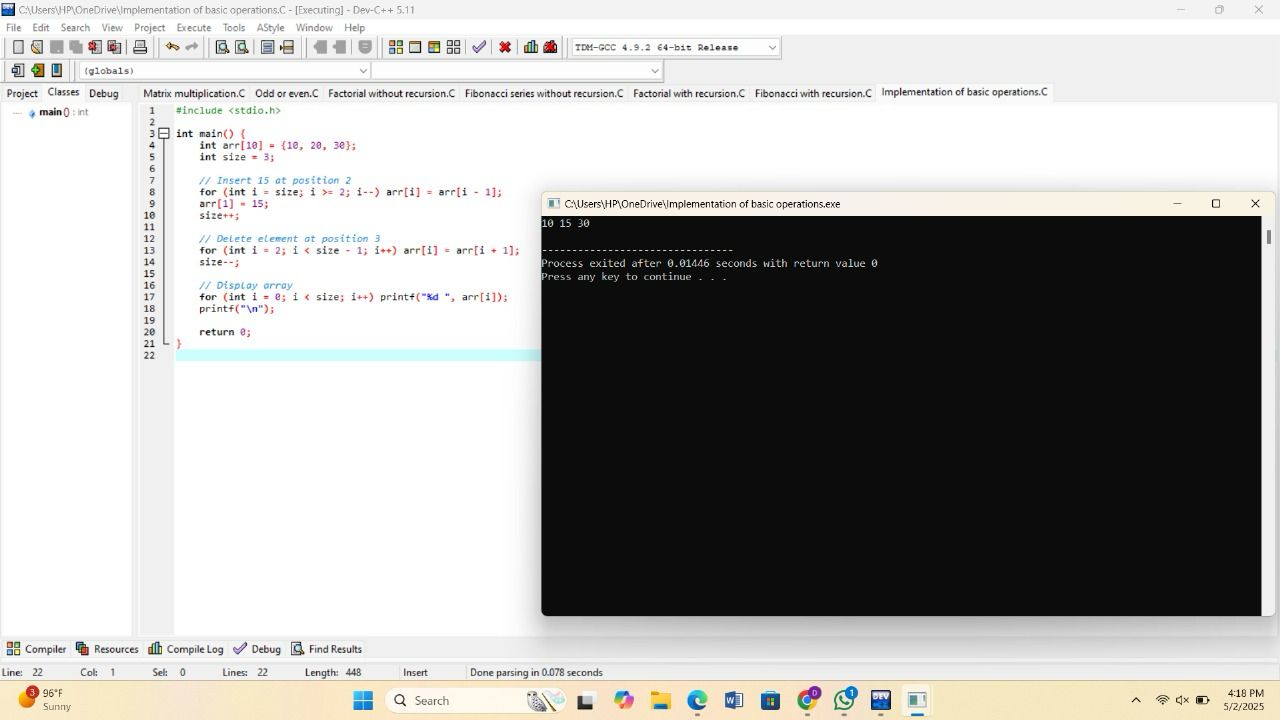 C:\Users\HP\OneDrive\Implementation of basic operations.C - [Executing] - Dev-C++ 5.11
File Edit Search View Project Execute Tools AStyle Window Help
TDM-GCC 4.9.2 64-bit Release
(globals)
Project Classes Debug
Matrix multiplication.C Odd or even.C Factorial without recursion.C Fibonacci series without recursion.C Factorial with recursion.C Fibonacci with recursion.C Implementation of basic operations.C
main () : int
1 #include <stdio.h>
2
3 int main() {
4 int arr[10] = {10, 20, 30};
5 int size = 3;
6
7 // Insert 15 at position 2
8 for (int i = size; i >= 2; i--) arr[i] = arr[i - 1];
9 arr[1] = 15;
10 size++;
11
12 // Delete element at position 3
13 for (int i = 2; i < size - 1; i++) arr[i] = arr[i + 1];
14 size--;
15
16 // Display array
17 for (int i = 0; i < size; i++) printf("%d ", arr[i]);
18 printf("\n");
19
20 return 0;
21 }
22
C:\Users\HP\OneDrive\Implementation of basic operations.exe
10 15 30
--------------------------------
Process exited after 0.01446 seconds with return value 0
Press any key to continue . . .
Compiler Resources Compile Log Debug Find Results
Line: 22 Col: 1 Sel: 0 Lines: 22 Length: 448 Insert Done parsing in 0.078 seconds
3
96°F
Sunny
Search
D
1
DEV
4:18 PM
5/2/2025